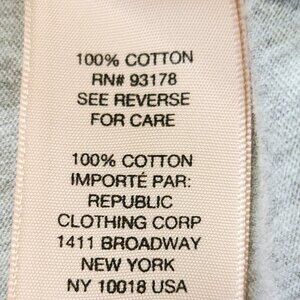 100% COTTON
RN# 93178
SEE REVERSE
FOR CARE
100% COTTON
IMPORTÉ PAR:
REPUBLIC
CLOTHING CORP
1411 BROADWAY
NEW YORK
NY 10018 USA